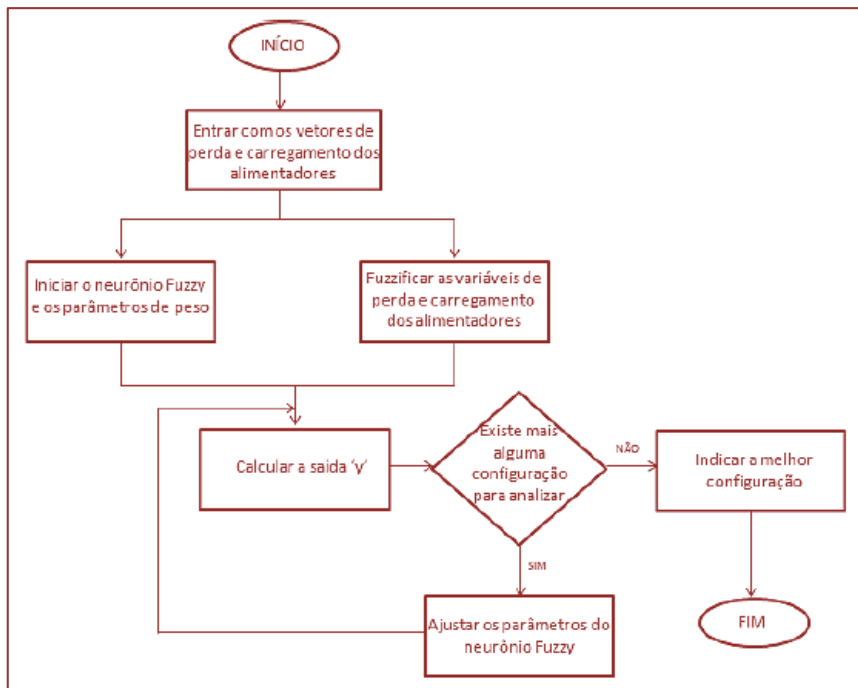 INÍCIO
Entrar com os vetores de
perda e carregamento dos
alimentadores
Iniciar o neurônio Fuzzy
e os parâmetros de peso
Fuzzificar as variáveis de
perda e carregamento
dos alimentadores
Calcular a saida ‘y’
Existe mais
alguma
configuração
para analizar
NÃO
Indicar a melhor
configuração
SIM
Ajustar os parâmetros do
neurônio Fuzzy
FIM